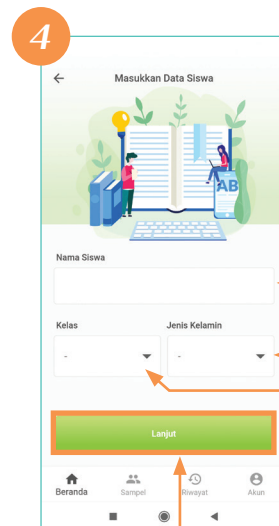 4
Masukkan Data Siswa
AB
Nama Siswa
Kelas Jenis Kelamin
- -
Lanjut
Beranda Sampel Riwayat Akun